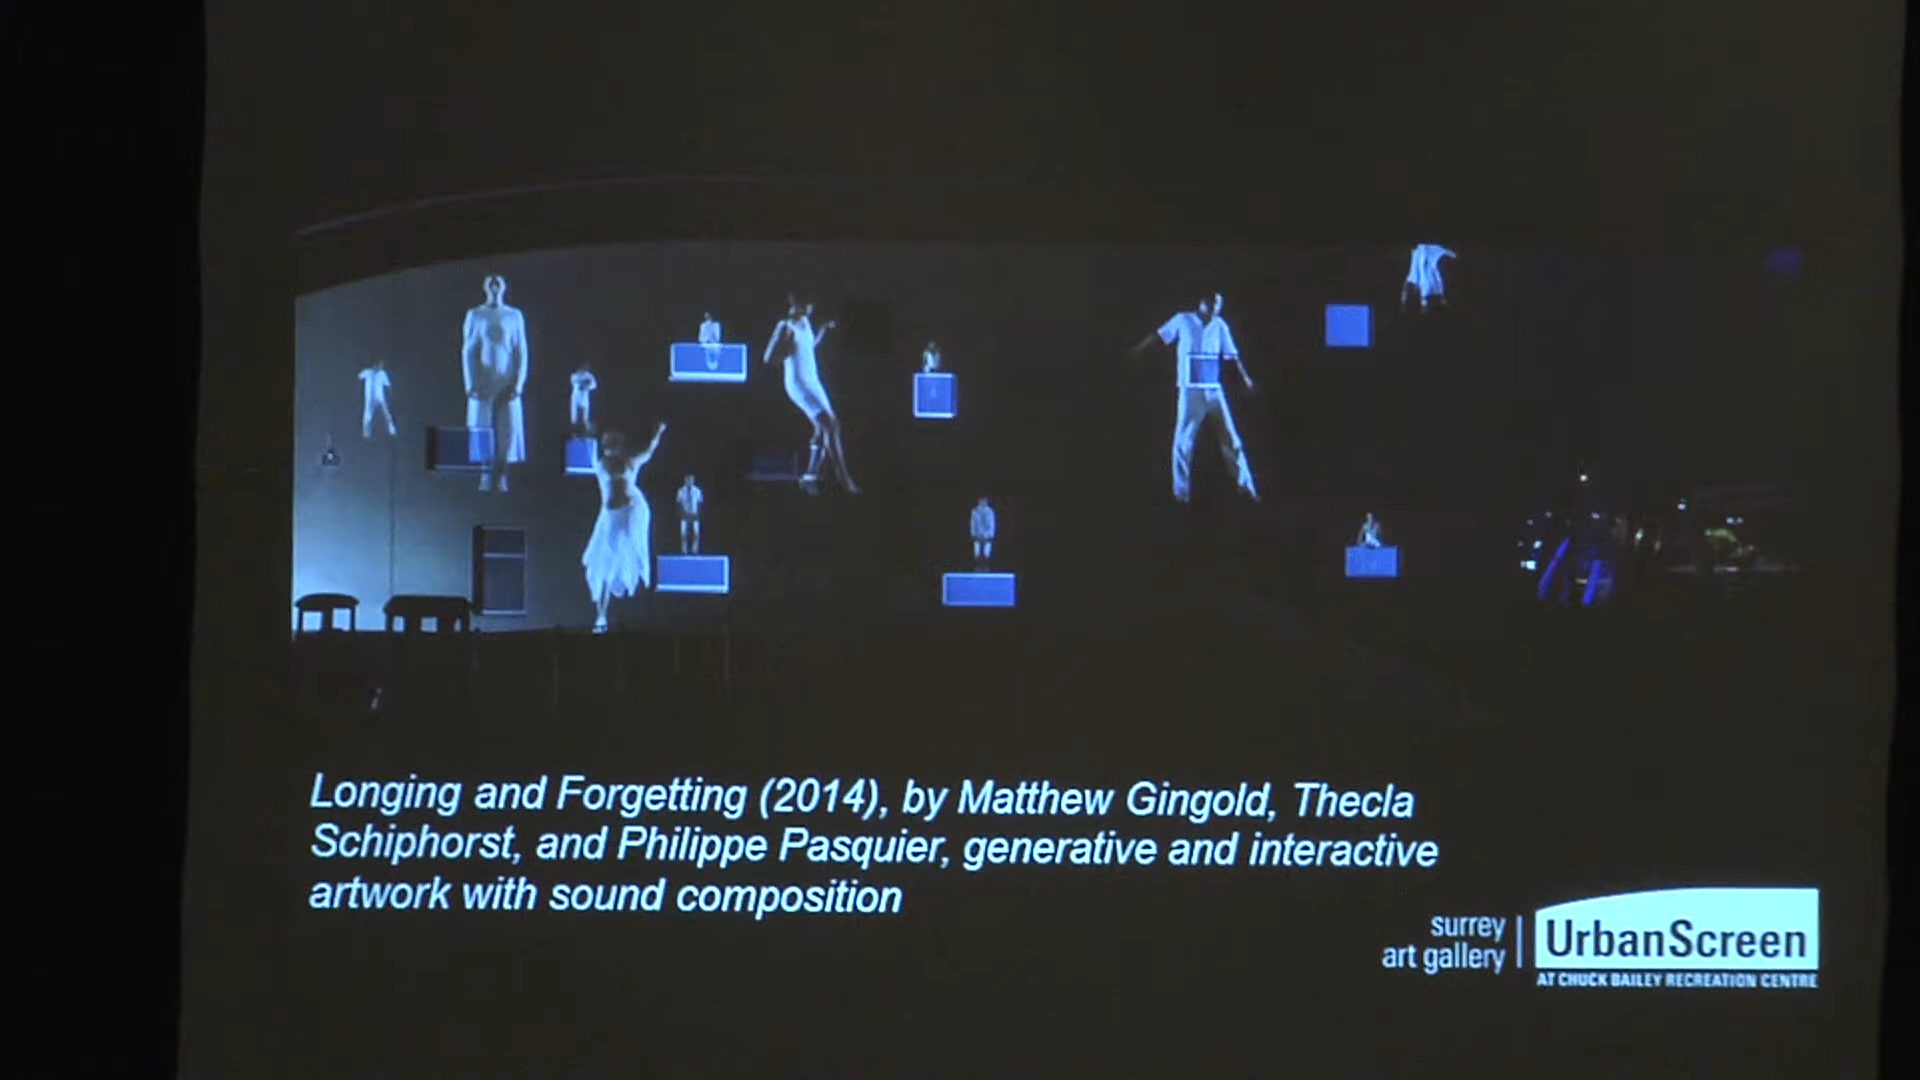 Longing and Forgetting (2014), by Matthew Gingold, Thecla
Schiphorst, and Philippe Pasquier, generative and interactive
artwork with sound composition
surrey
art gallery
UrbanScreen
AT CHUCK BAILEY RECREATION CENTRE